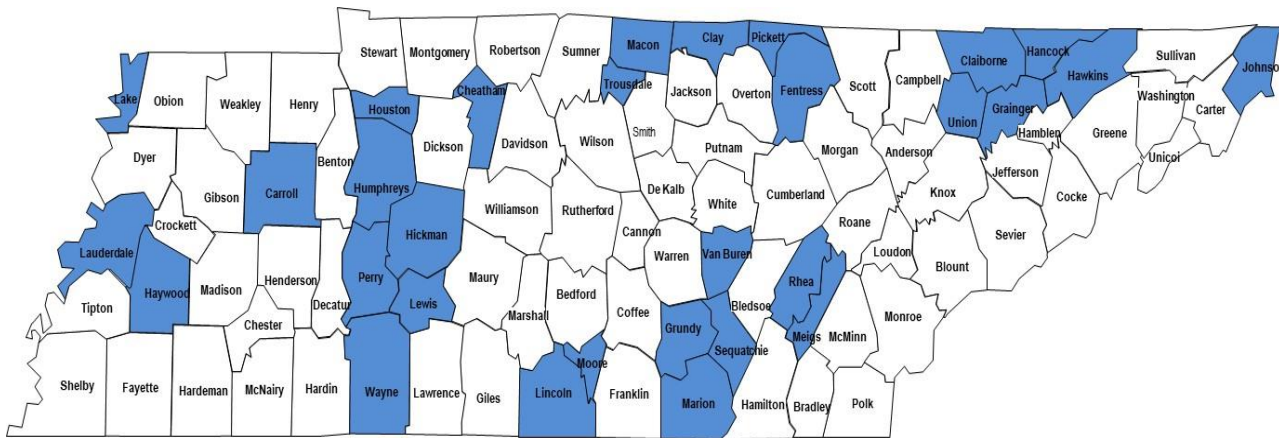 Stewart
Montgomery
Robertson
Sumner
Macon
Clay
Pickett
Scott
Campbell
Claiborne
Hancock
Hawkins
Sullivan
Johnson
Lake
Obion
Weakley
Henry
Houston
Cheatham
Trousdale
Jackson
Overton
Fentress
Union
Grainger
Hamblen
Greene
Washington
Carter
Unicoi
Dyer
Gibson
Carroll
Benton
Humphreys
Dickson
Davidson
Wilson
Smith
Putnam
De Kalb
White
Cumberland
Morgan
Anderson
Knox
Jefferson
Cocke
Sevier
Lauderdale
Crockett
Haywood
Madison
Henderson
Decatur
Perry
Hickman
Lewis
Williamson
Maury
Rutherford
Cannon
Warren
Van Buren
Bledsoe
Rhea
Roane
Loudon
Blount
Monroe
Tipton
Chester
Marshall
Bedford
Coffee
Grundy
Sequatchie
Meigs
McMinn
Shelby
Fayette
Hardeman
McNairy
Hardin
Wayne
Lawrence
Giles
Lincoln
Moore
Franklin
Marion
Hamilton
Bradley
Polk